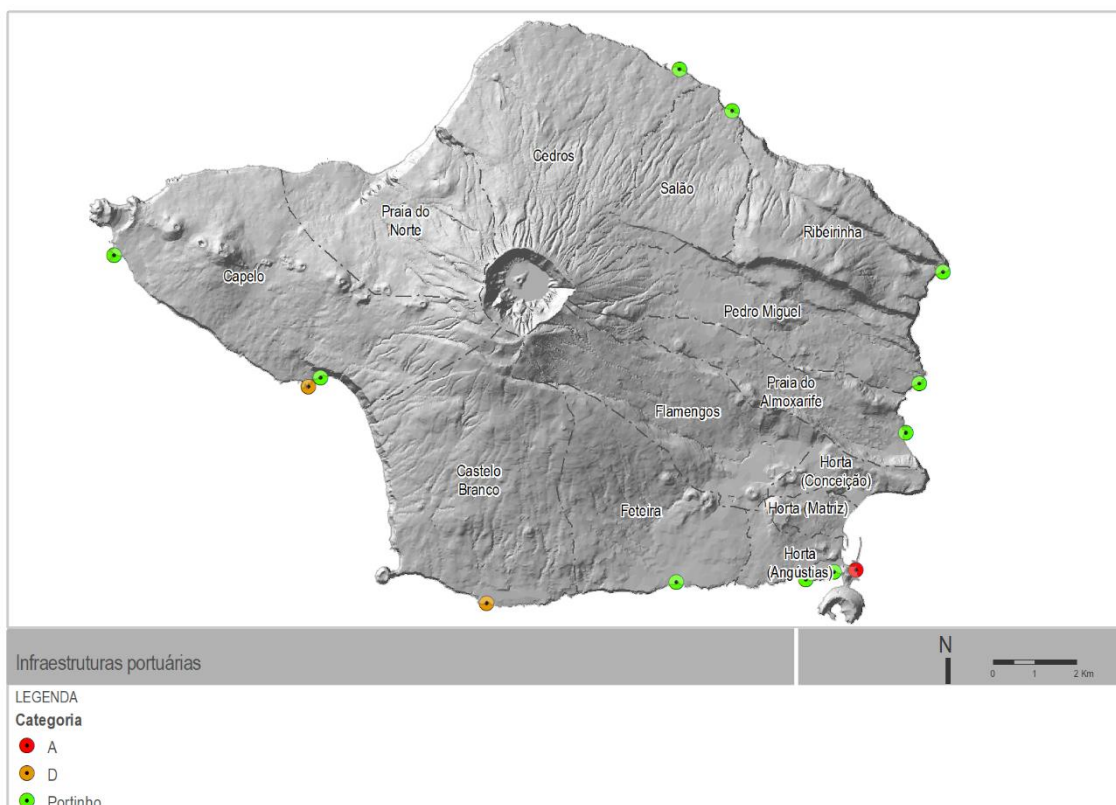 Cedros
Salão
Praia do
Norte
Ribeirinha
Capelo
Pedro Miguel
Praia do
Almoxarife
Flamengos
Castelo
Branco
Horta
(Conceição)
Feteira
Horta (Matriz)
Horta
(Angústias)
Infraestruturas portuárias
N
0 1 2 Km
LEGENDA
Categoria
A
D
Portinho